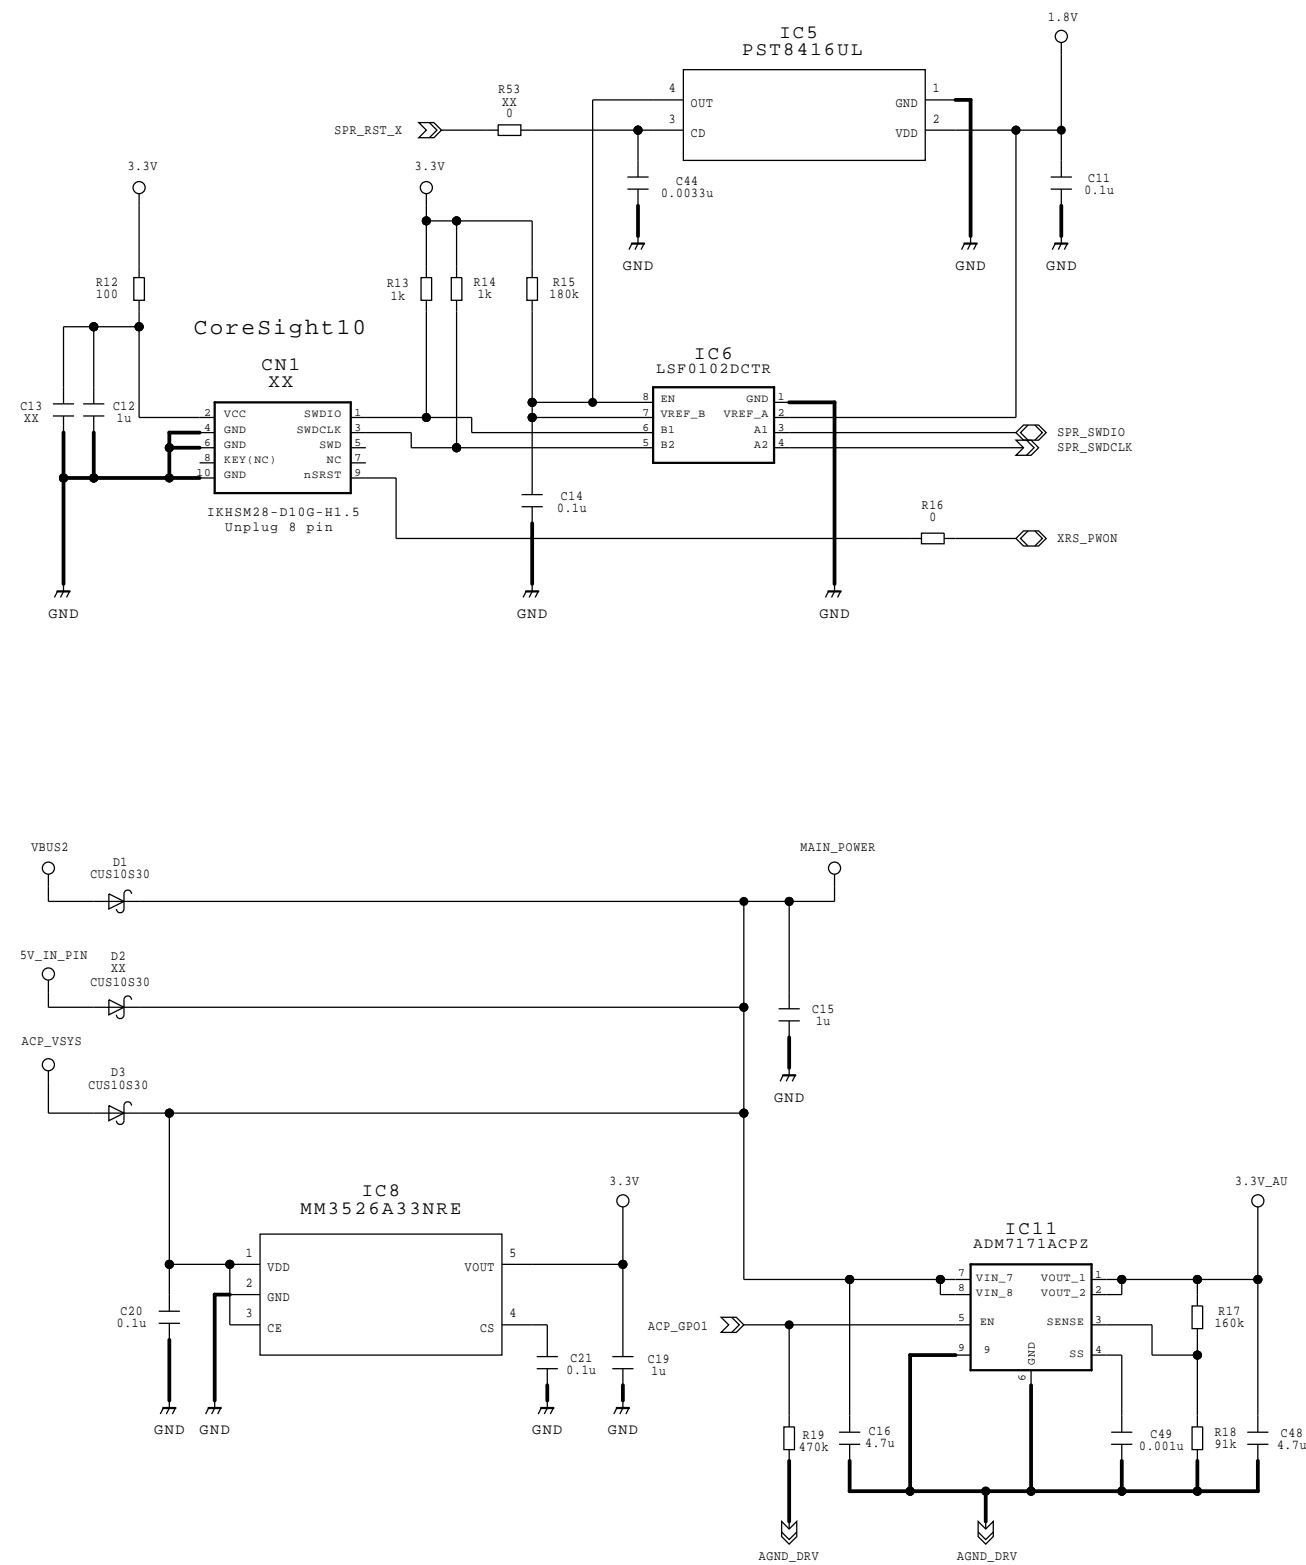 1.8V
IC5
PST8416UL
R53
XX
0
SPR_RST_X
4
OUT
3
CD
1
GND
2
VDD
C44
0.0033u
GND
GND
C11
0.1u
GND
3.3V
3.3V
R12
100
R13
1k
R14
1k
R15
180k
CoreSight10
CN1
XX
C13
XX
C12
1u
2 VCC SWDIO 1
4 GND SWDCLK 3
6 GND SWD 5
8 KEY(NC) NC 7
10 GND nSRST 9
IKHSM28-D10G-H1.5
Unplug 8 pin
IC6
LSF0102DCTR
8 EN GND 1
7 VREF_B VREF_A 2
6 B1 A1 3
5 B2 A2 4
SPR_SWDIO
SPR_SWDCLK
C14
0.1u
R16
0
XRS_PWON
GND
GND
GND
VBUS2
D1
CUS10S30
MAIN_POWER
5V_IN_PIN
D2
XX
CUS10S30
C15
1u
GND
ACP_VSYS
D3
CUS10S30
IC8
MM3526A33NRE
3.3V
1
VDD
2
GND
3
CE
5
VOUT
4
CS
C20
0.1u
C21
0.1u
C19
1u
GND
GND
GND
GND
3.3V_AU
IC11
ADM7171ACPZ
7 VIN_7 VOUT_1 1
8 VIN_8 VOUT_2 2
5 EN SENSE 3
9 9 SS 4
GND
6
ACP_GPO1
R17
160k
R19
470k
C16
4.7u
C49
0.001u
R18
91k
C48
4.7u
AGND_DRV
AGND_DRV